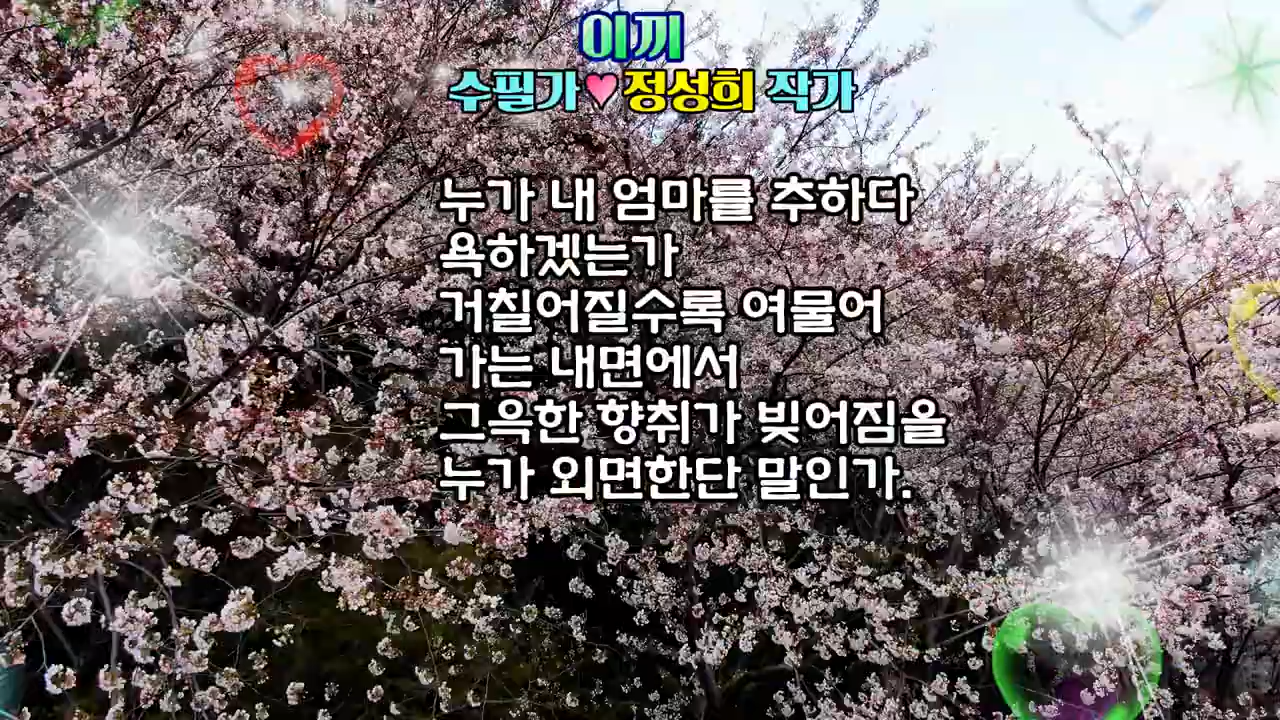 이끼
수필가♥정성희 작가
누가 내 엄마를 추하다
욕하겠는가
거칠어질수록 여물어
가는 내면에서
그윽한 향취가 빚어짐을
누가 외면한단 말인가.